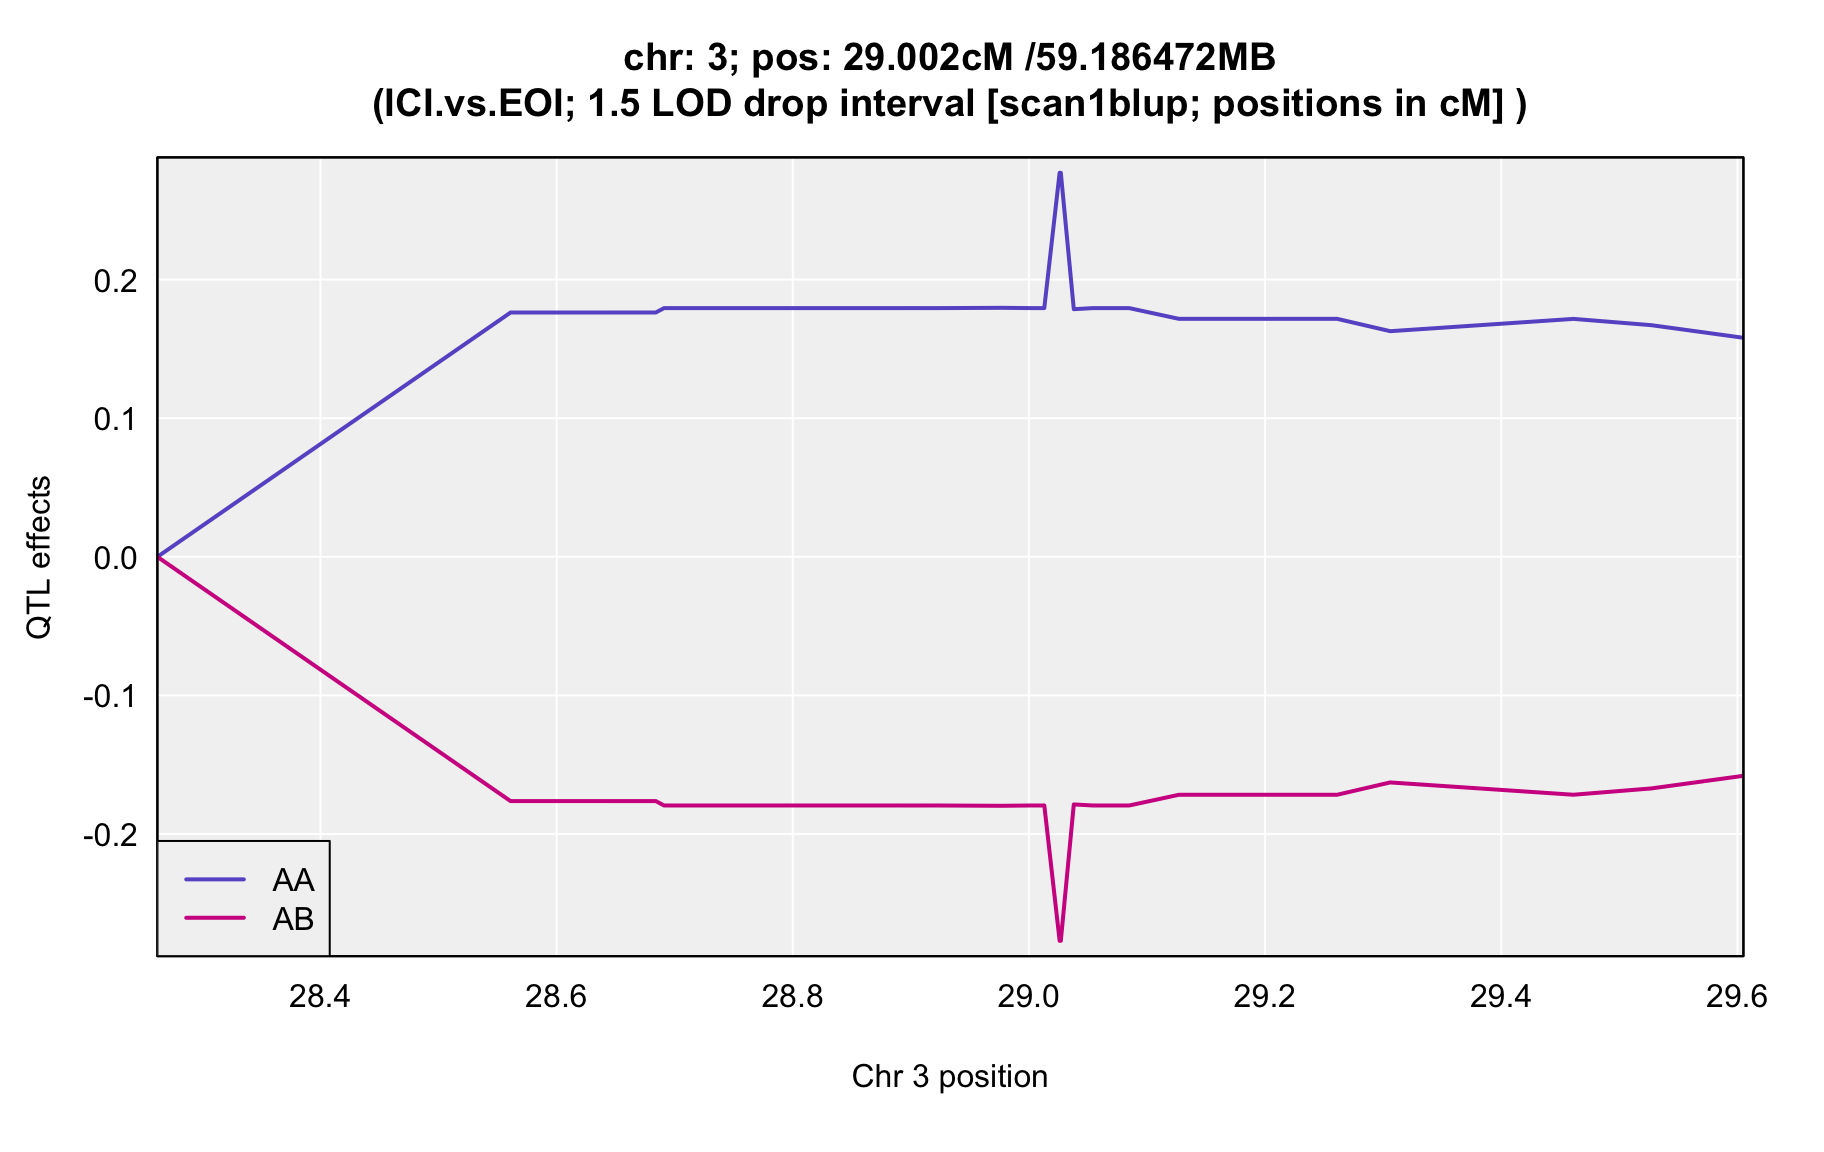 chr: 3; pos: 29.002cM /59.186472MB
(ICI.vs.EOI; 1.5 LOD drop interval [scan1blup; positions in cM] )
QTL effects
0.2
0.1
0.0
-0.1
-0.2
AA
AB
28.4 28.6 28.8 29.0 29.2 29.4 29.6
Chr 3 position